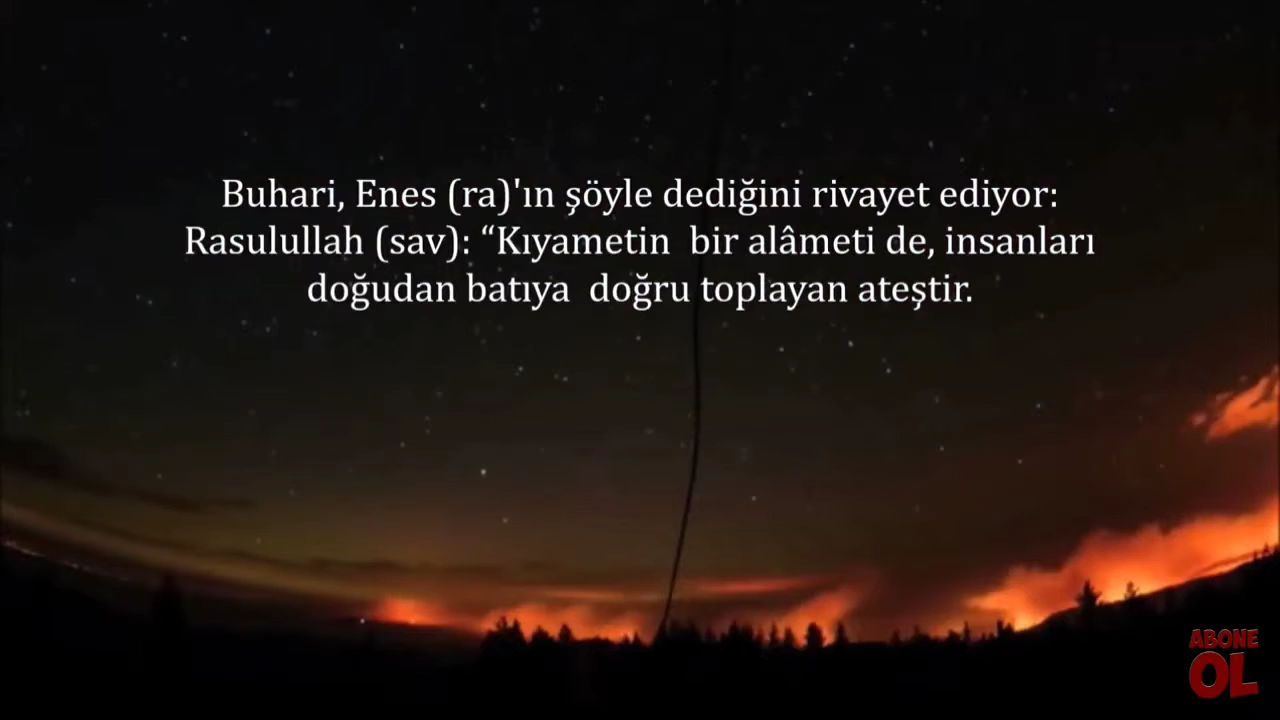 Buhari, Enes (ra)'ın şöyle dediğini rivayet ediyor:
Rasulullah (sav): “Kıyametin bir alâmeti de, insanları
doğudan batıya doğru toplayan ateştir.
ABONE
OL